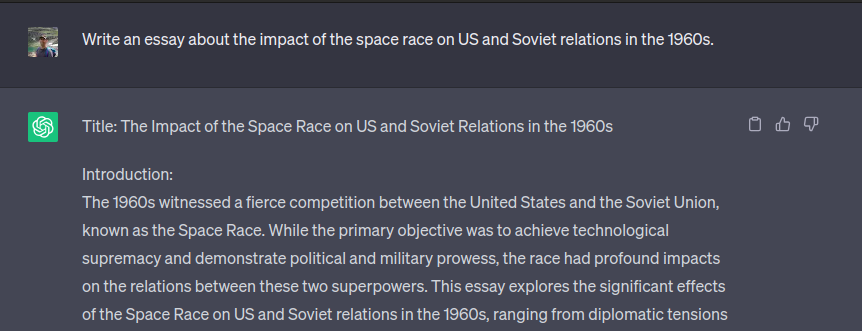 Write an essay about the impact of the space race on US and Soviet relations in the 1960s.
Title: The Impact of the Space Race on US and Soviet Relations in the 1960s
Introduction:
The 1960s witnessed a fierce competition between the United States and the Soviet Union,
known as the Space Race. While the primary objective was to achieve technological
supremacy and demonstrate political and military prowess, the race had profound impacts
on the relations between these two superpowers. This essay explores the significant effects
of the Space Race on US and Soviet relations in the 1960s, ranging from diplomatic tensions